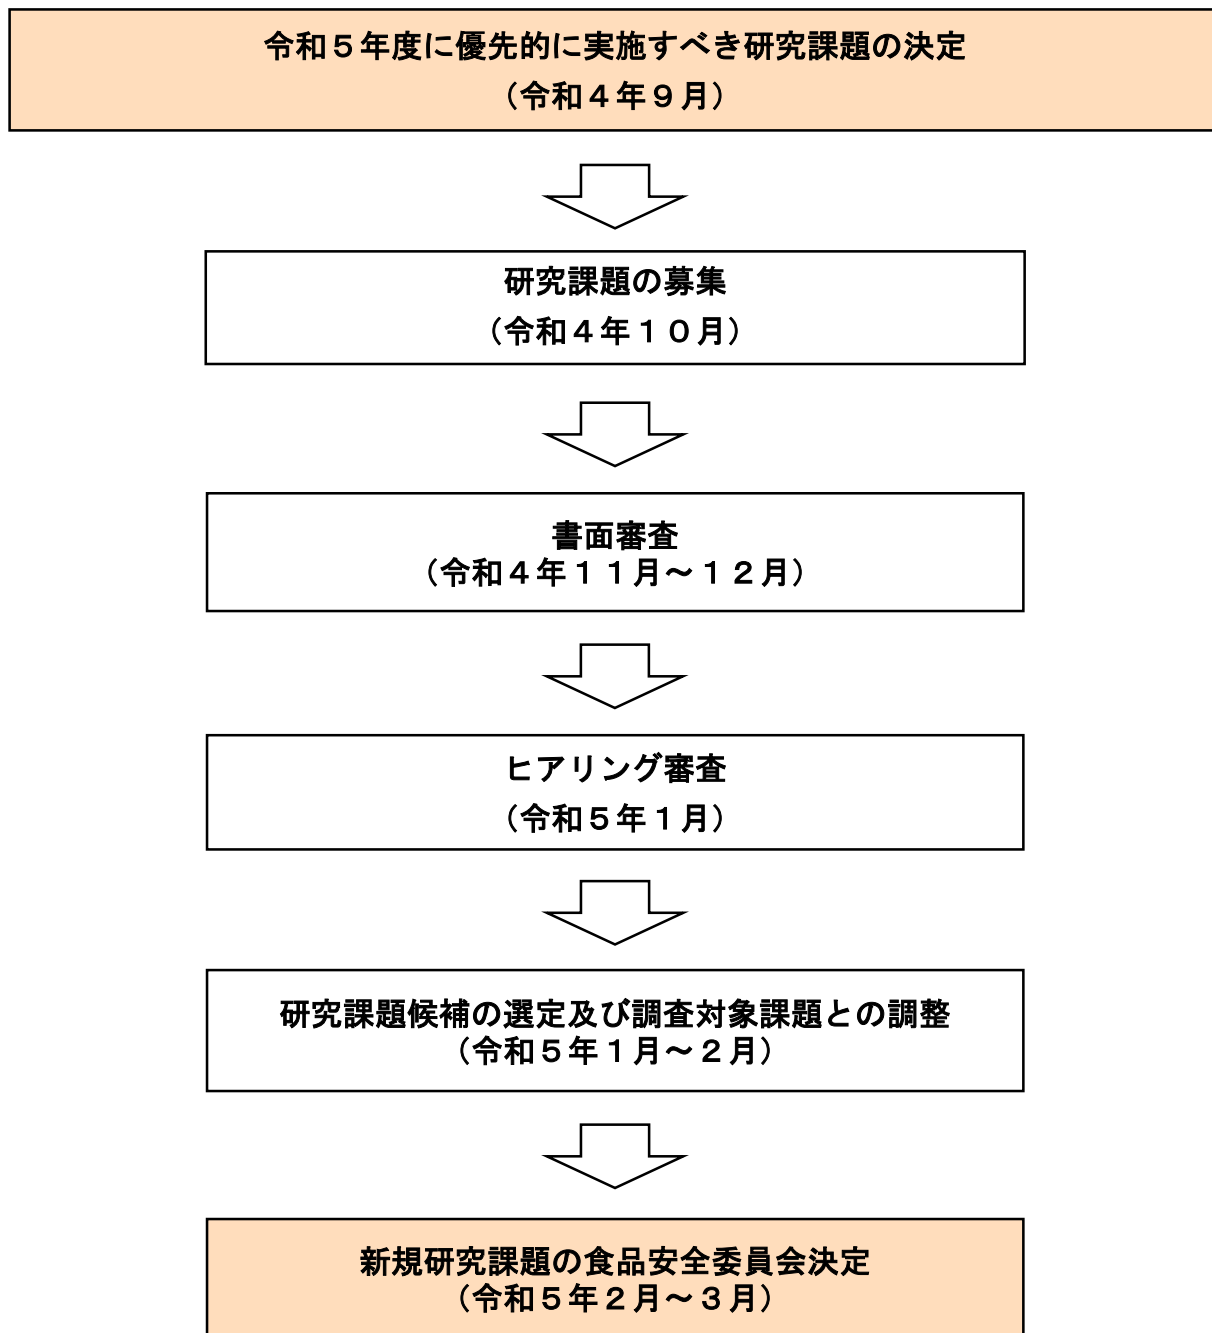 令和５年度に優先的に実施すべき研究課題の決定
（令和４年９月）
研究課題の募集
（令和４年１０月）
書面審査
（令和４年１１月～１２月）
ヒアリング審査
（令和５年１月）
研究課題候補の選定及び調査対象課題との調整
（令和５年１月～２月）
新規研究課題の食品安全委員会決定
（令和５年２月～３月）